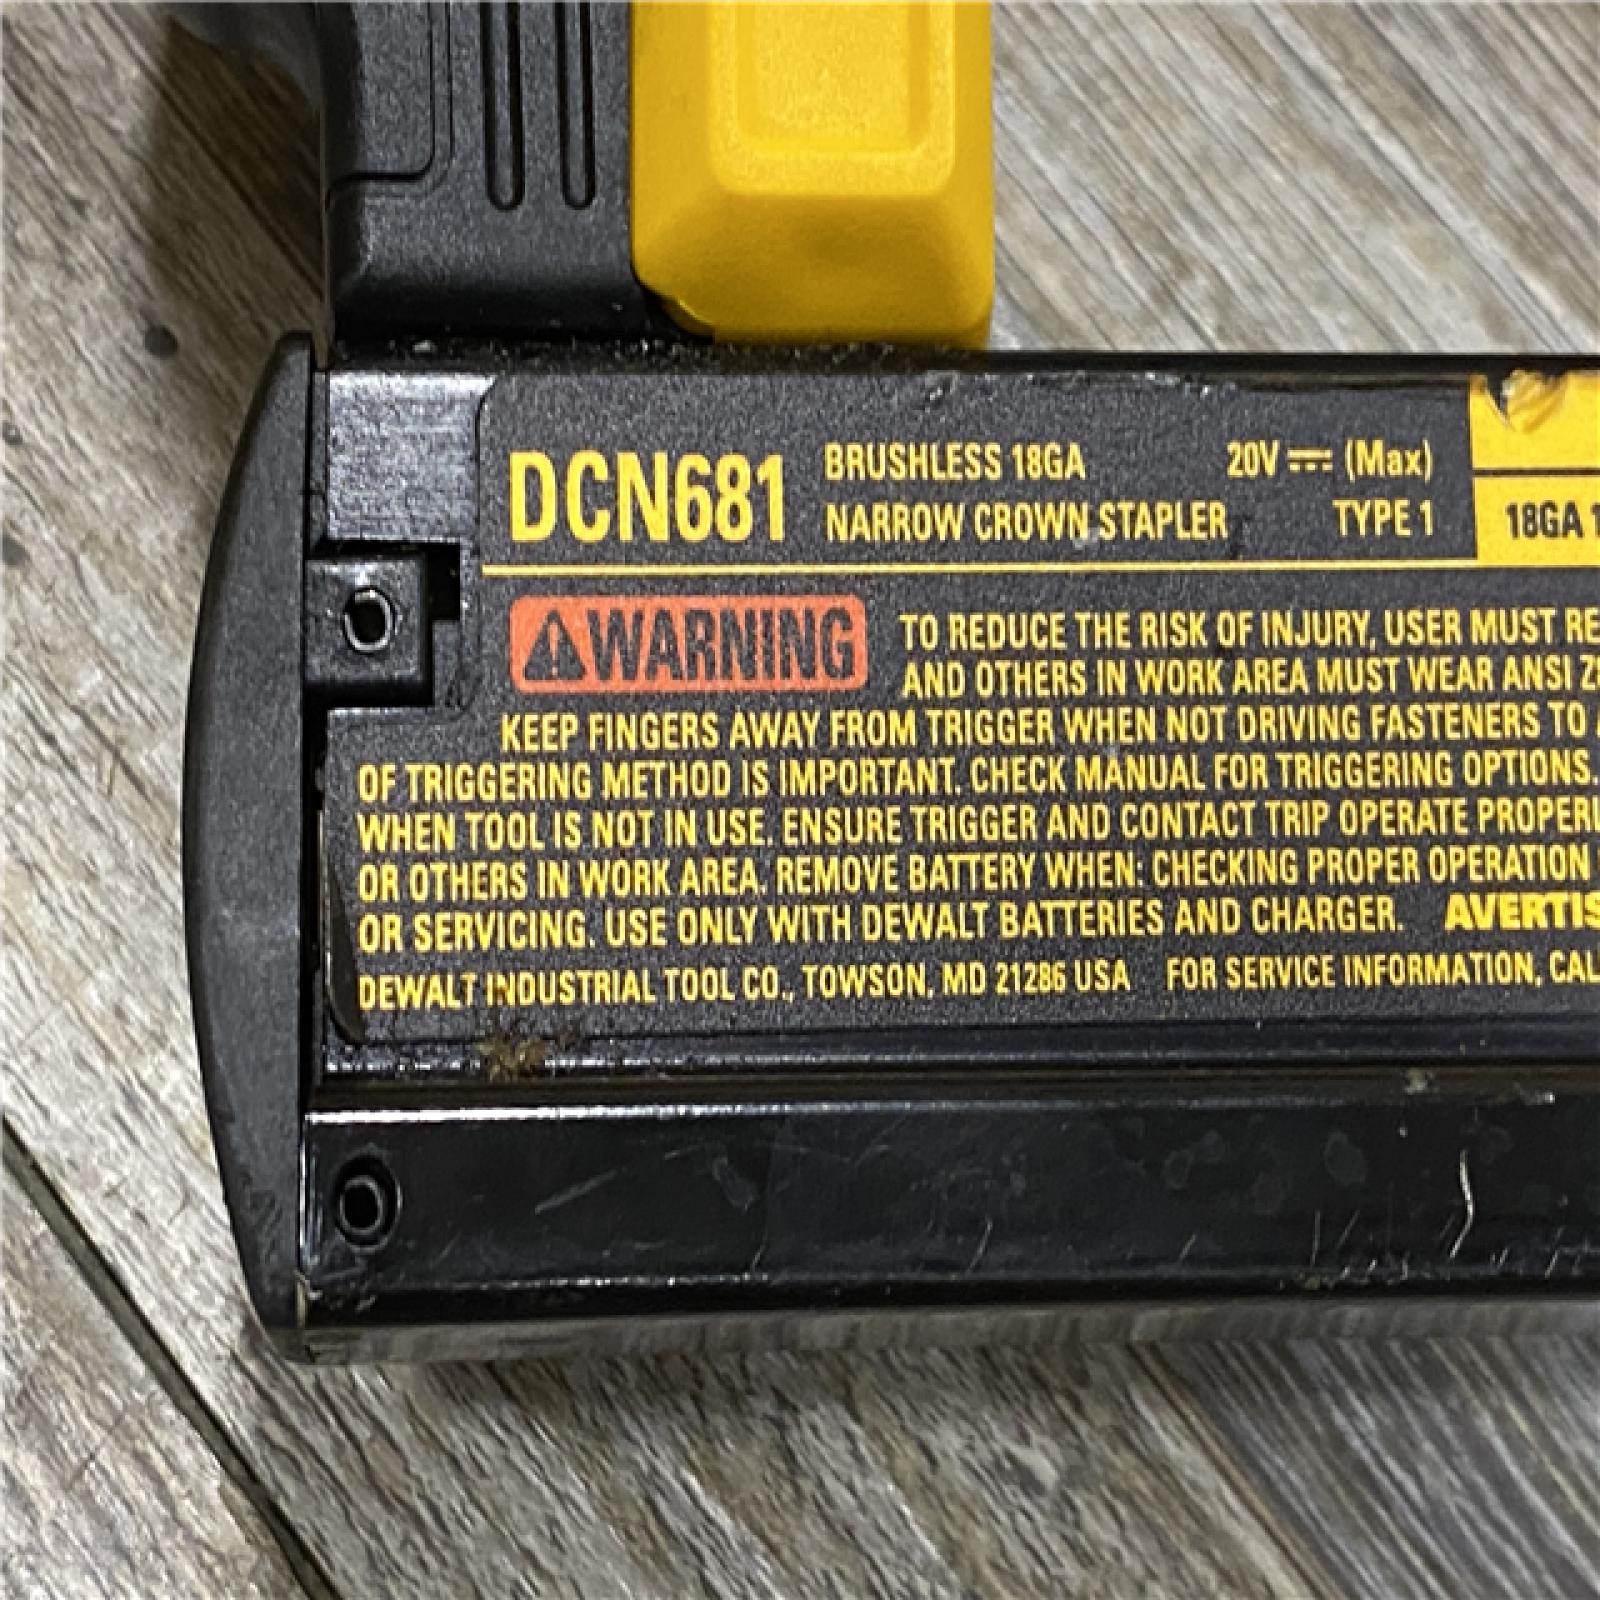 DCN681 BRUSHLESS 18GA 20V ⎓ (Max)
NARROW CROWN STAPLER TYPE 1
18GA
WARNING TO REDUCE THE RISK OF INJURY, USER MUST
AND OTHERS IN WORK AREA MUST WEAR ANSI
KEEP FINGERS AWAY FROM TRIGGER WHEN NOT DRIVING FASTENERS TO
OF TRIGGERING METHOD IS IMPORTANT. CHECK MANUAL FOR TRIGGERING OPTIONS.
WHEN TOOL IS NOT IN USE. ENSURE TRIGGER AND CONTACT TRIP OPERATE
OR OTHERS IN WORK AREA. REMOVE BATTERY WHEN: CHECKING PROPER OPERATION
OR SERVICING. USE ONLY WITH DEWALT BATTERIES AND CHARGER.
DEWALT INDUSTRIAL TOOL CO., TOWSON, MD 21286 USA FOR SERVICE INFORMATION,